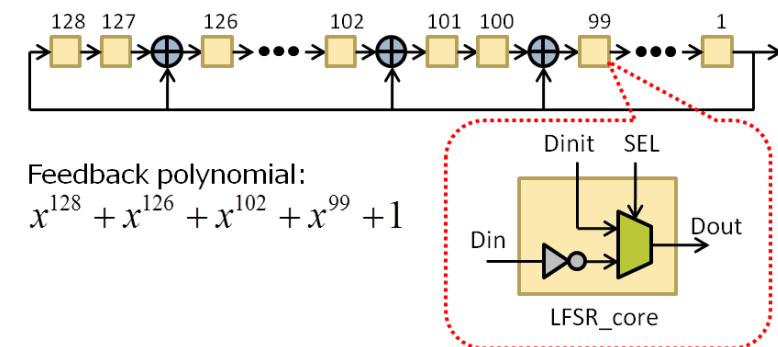 128 127 126 102 101 100 99 1
Feedback polynomial:
x^128 + x^126 + x^102 + x^99 + 1
Dinit SEL
Din
Dout
LFSR_core